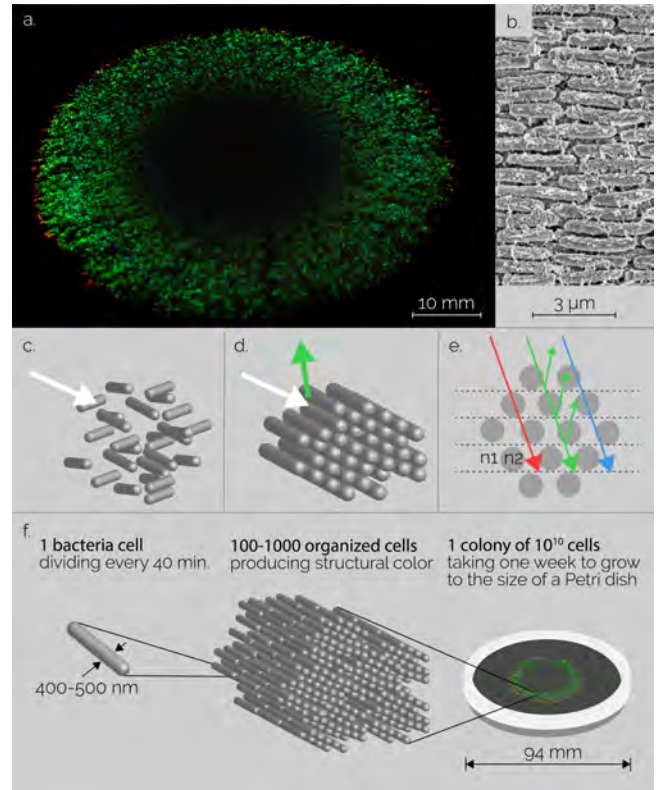 a.
10 mm
b.
3 µm
c.
d.
e.
n1 n2
f.
1 bacteria cell
dividing every 40 min.
100-1000 organized cells
producing structural color
1 colony of 10¹⁰ cells
taking one week to grow
to the size of a Petri dish
400-500 nm
94 mm